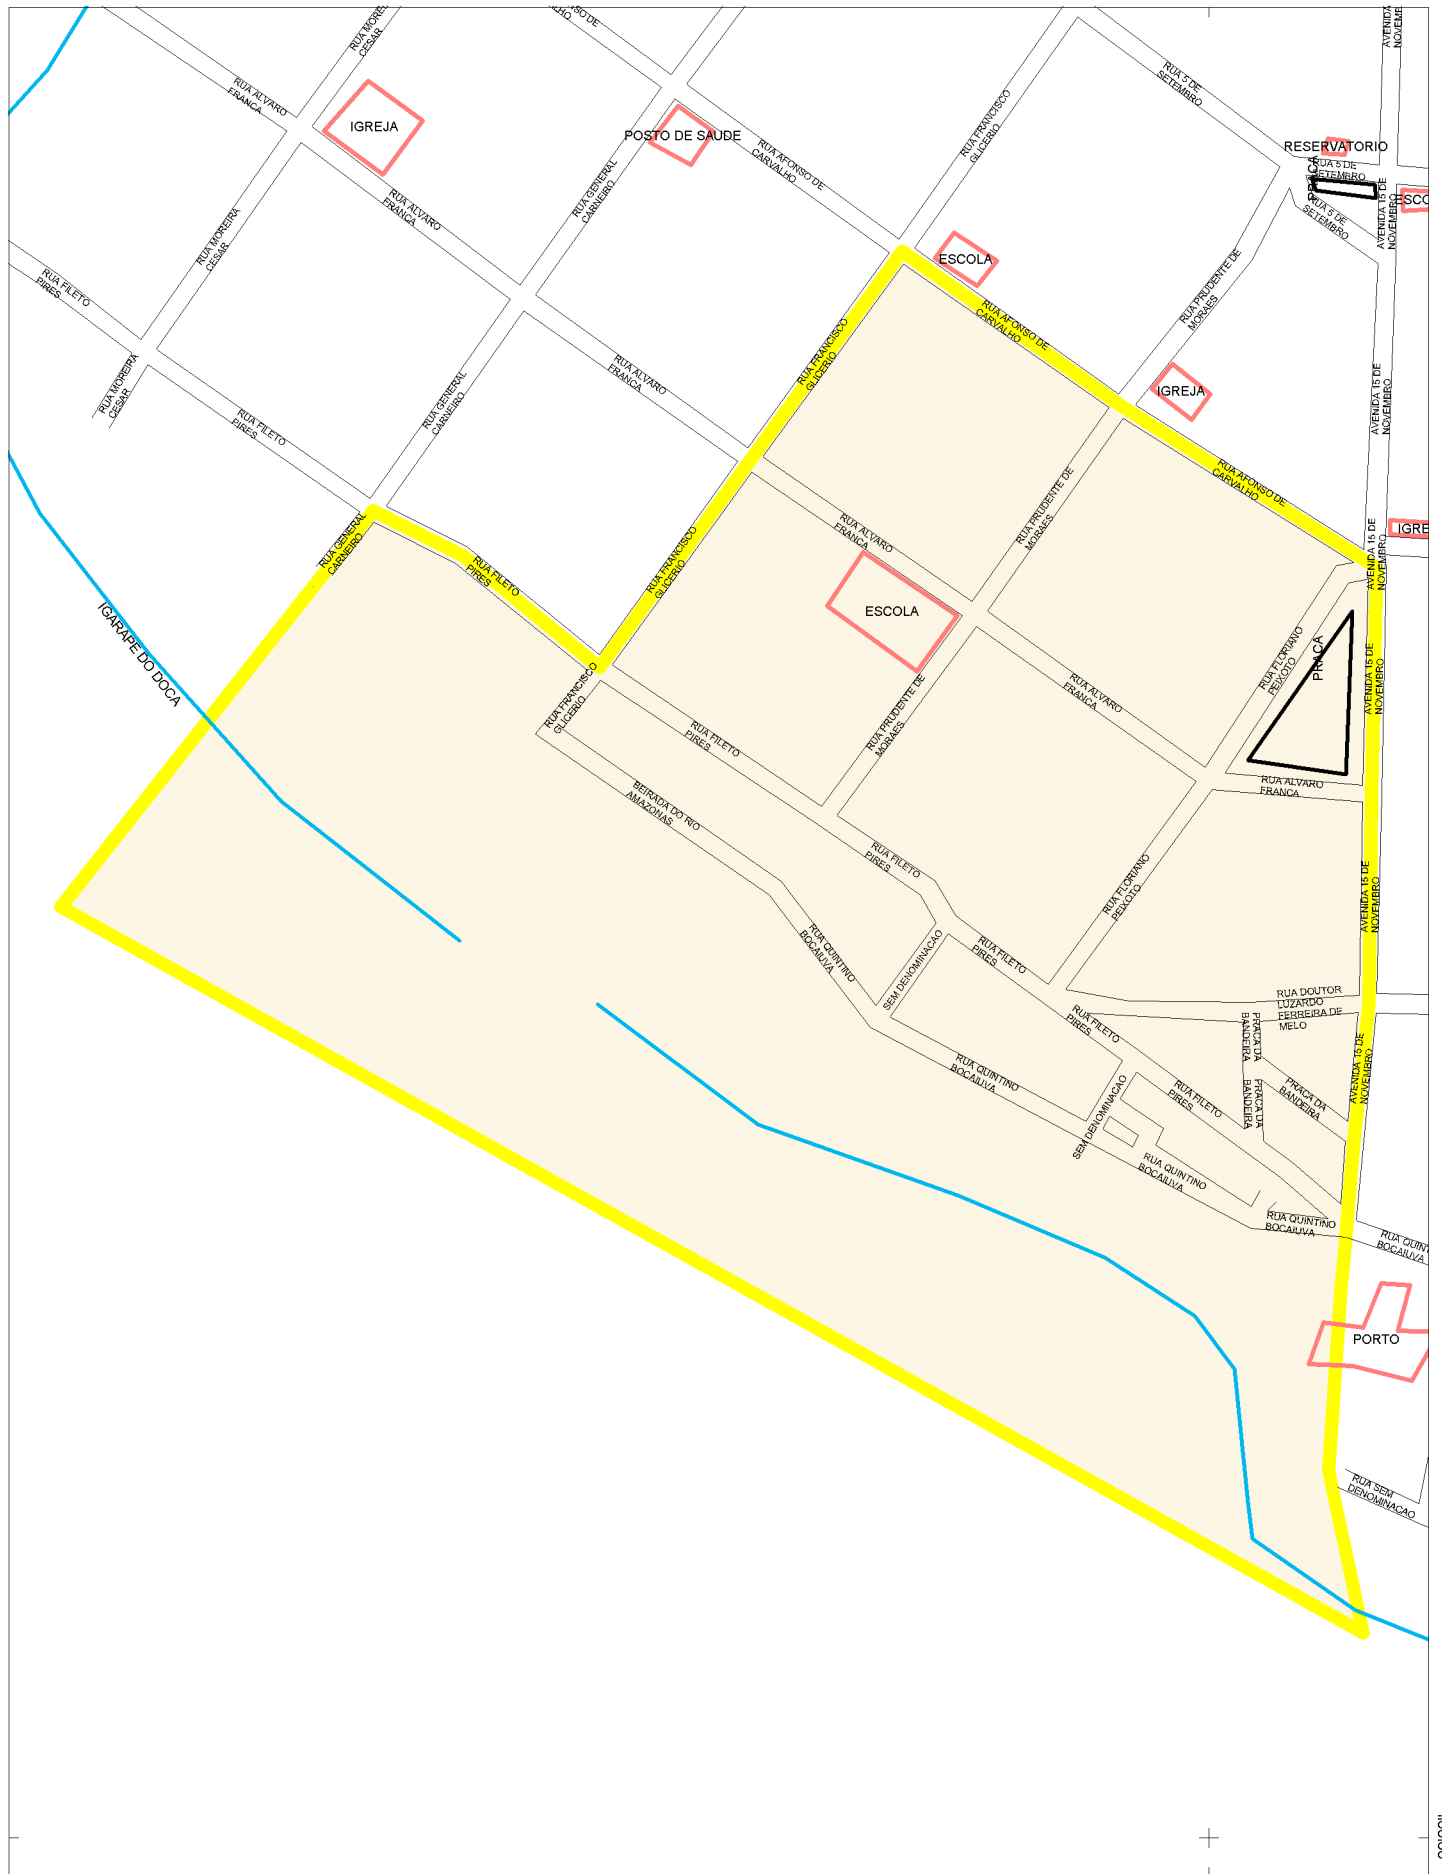 RUA MOREIRA
CESAR
AVENIDA
RUA ALVARO
FRANCA
IGREJA
POSTO DE SAUDE
RUA AFONSO DE
CARVALHO
RUA FRANCISCO
GLICERIO
RUA 5 DE
SETEMBRO
RESERVATORIO
RUA 5 DE
SETEMBRO
PRACA
RUA 5 DE
SETEMBRO
AVENIDA 15 DE
NOVEMBRO
RUA MOREIRA
CESAR
RUA ALVARO
FRANCA
RUA GENERAL
CARNEIRO
ESCOLA
RUA FILETO
PIRES
RUA PRUDENTE DE
MORAES
RUA AFONSO DE
CARVALHO
RUA MOREIRA
CESAR
RUA FILETO
PIRES
RUA GENERAL
CARNEIRO
RUA ALVARO
FRANCA
RUA FRANCISCO
GLICERIO
IGREJA
AVENIDA 15 DE
NOVEMBRO
RUA AFONSO DE
CARVALHO
RUA PRUDENTE DE
MORAES
RUA ALVARO
FRANCA
RUA GENERAL
CARNEIRO
RUA FILETO
PIRES
RUA FRANCISCO
GLICERIO
AVENIDA 15 DE
NOVEMBRO
ESCOLA
IGARAPE DO DOCA
RUA FRANCISCO
GLICERIO
RUA FILETO
PIRES
RUA PRUDENTE DE
MORAES
RUA ALVARO
FRANCA
RUA FLORIANO
PEIXOTO
PRACA
AVENIDA 15 DE
NOVEMBRO
RUA ALVARO
FRANCA
BEIRADA DO RIO
AMAZONAS
RUA FILETO
PIRES
RUA FLORIANO
PEIXOTO
AVENIDA 15 DE
NOVEMBRO
RUA QUINTINO
BOCAIUVA
SEM DENOMINACAO
RUA FILETO
PIRES
RUA DOUTOR
LUZARDO
FERREIRA DE
MELO
RUA FILETO
PIRES
PRACA DA
BANDEIRA
AVENIDA 15 DE
NOVEMBRO
RUA QUINTINO
BOCAIUVA
SEM DENOMINACAO
RUA FILETO
PIRES
PRACA DA
BANDEIRA
PRACA DA
BANDEIRA
RUA QUINTINO
BOCAIUVA
RUA QUINTINO
BOCAIUVA
BOCAIUVA
PORTO
RUA SEM
DENOMINACAO